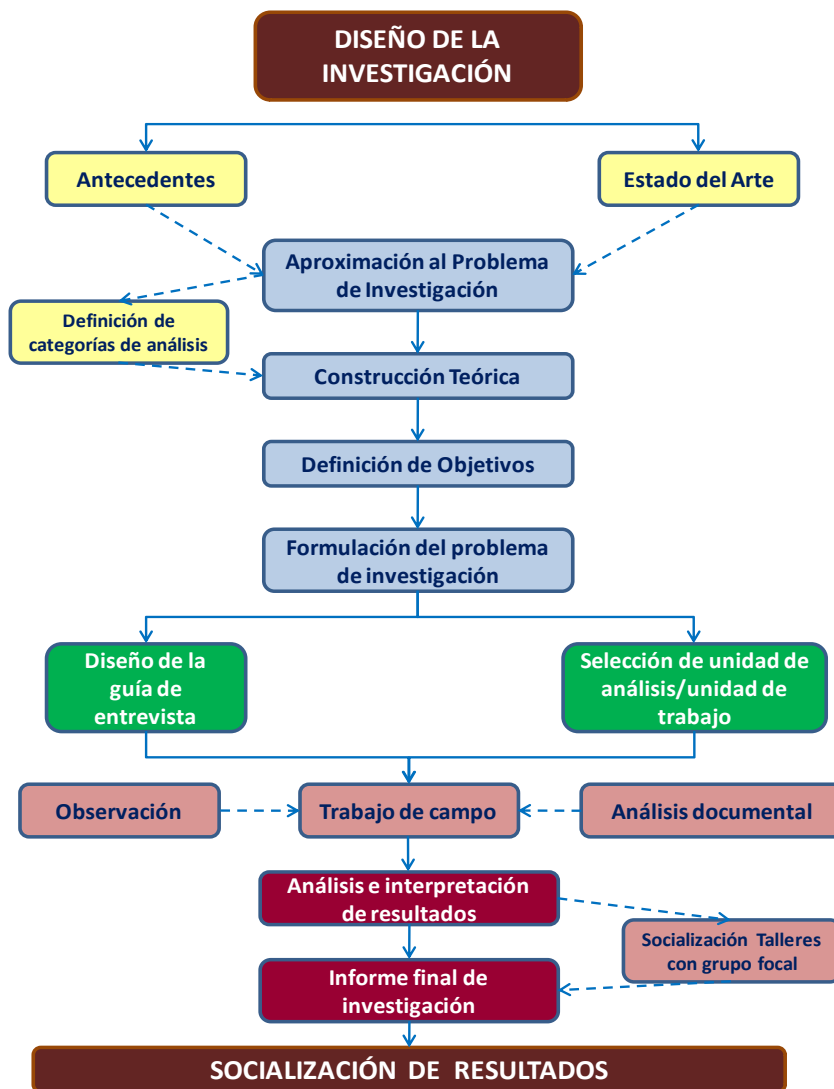 DISEÑO DE LA
INVESTIGACIÓN
Antecedentes
Estado del Arte
Aproximación al Problema
de Investigación
Definición de
categorías de análisis
Construcción Teórica
Definición de Objetivos
Formulación del problema
de investigación
Diseño de la
guía de
entrevista
Selección de unidad de
análisis/unidad de
trabajo
Observación
Trabajo de campo
Análisis documental
Análisis e interpretación
de resultados
Socialización Talleres
con grupo focal
Informe final de
investigación
SOCIALIZACIÓN DE RESULTADOS